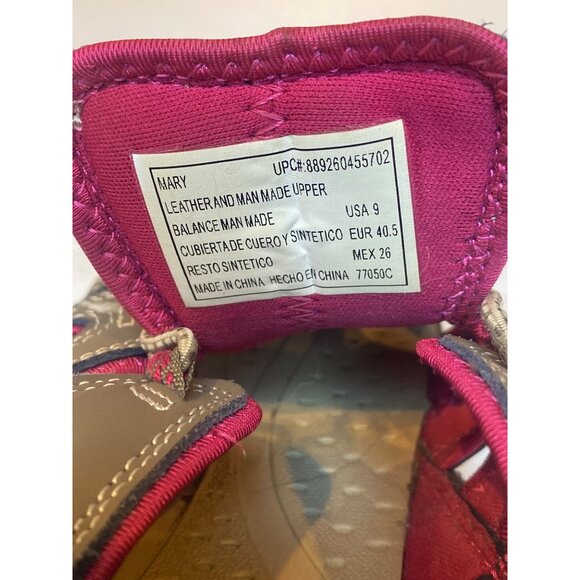 MARY UPC#:889260455702
LEATHER AND MAN MADE UPPER
BALANCE MAN MADE USA 9
CUBIERTA DE CUERO Y SINTETICO EUR 40.5
RESTO SINTETICO MEX 26
MADE IN CHINA HECHO EN CHINA 77050C